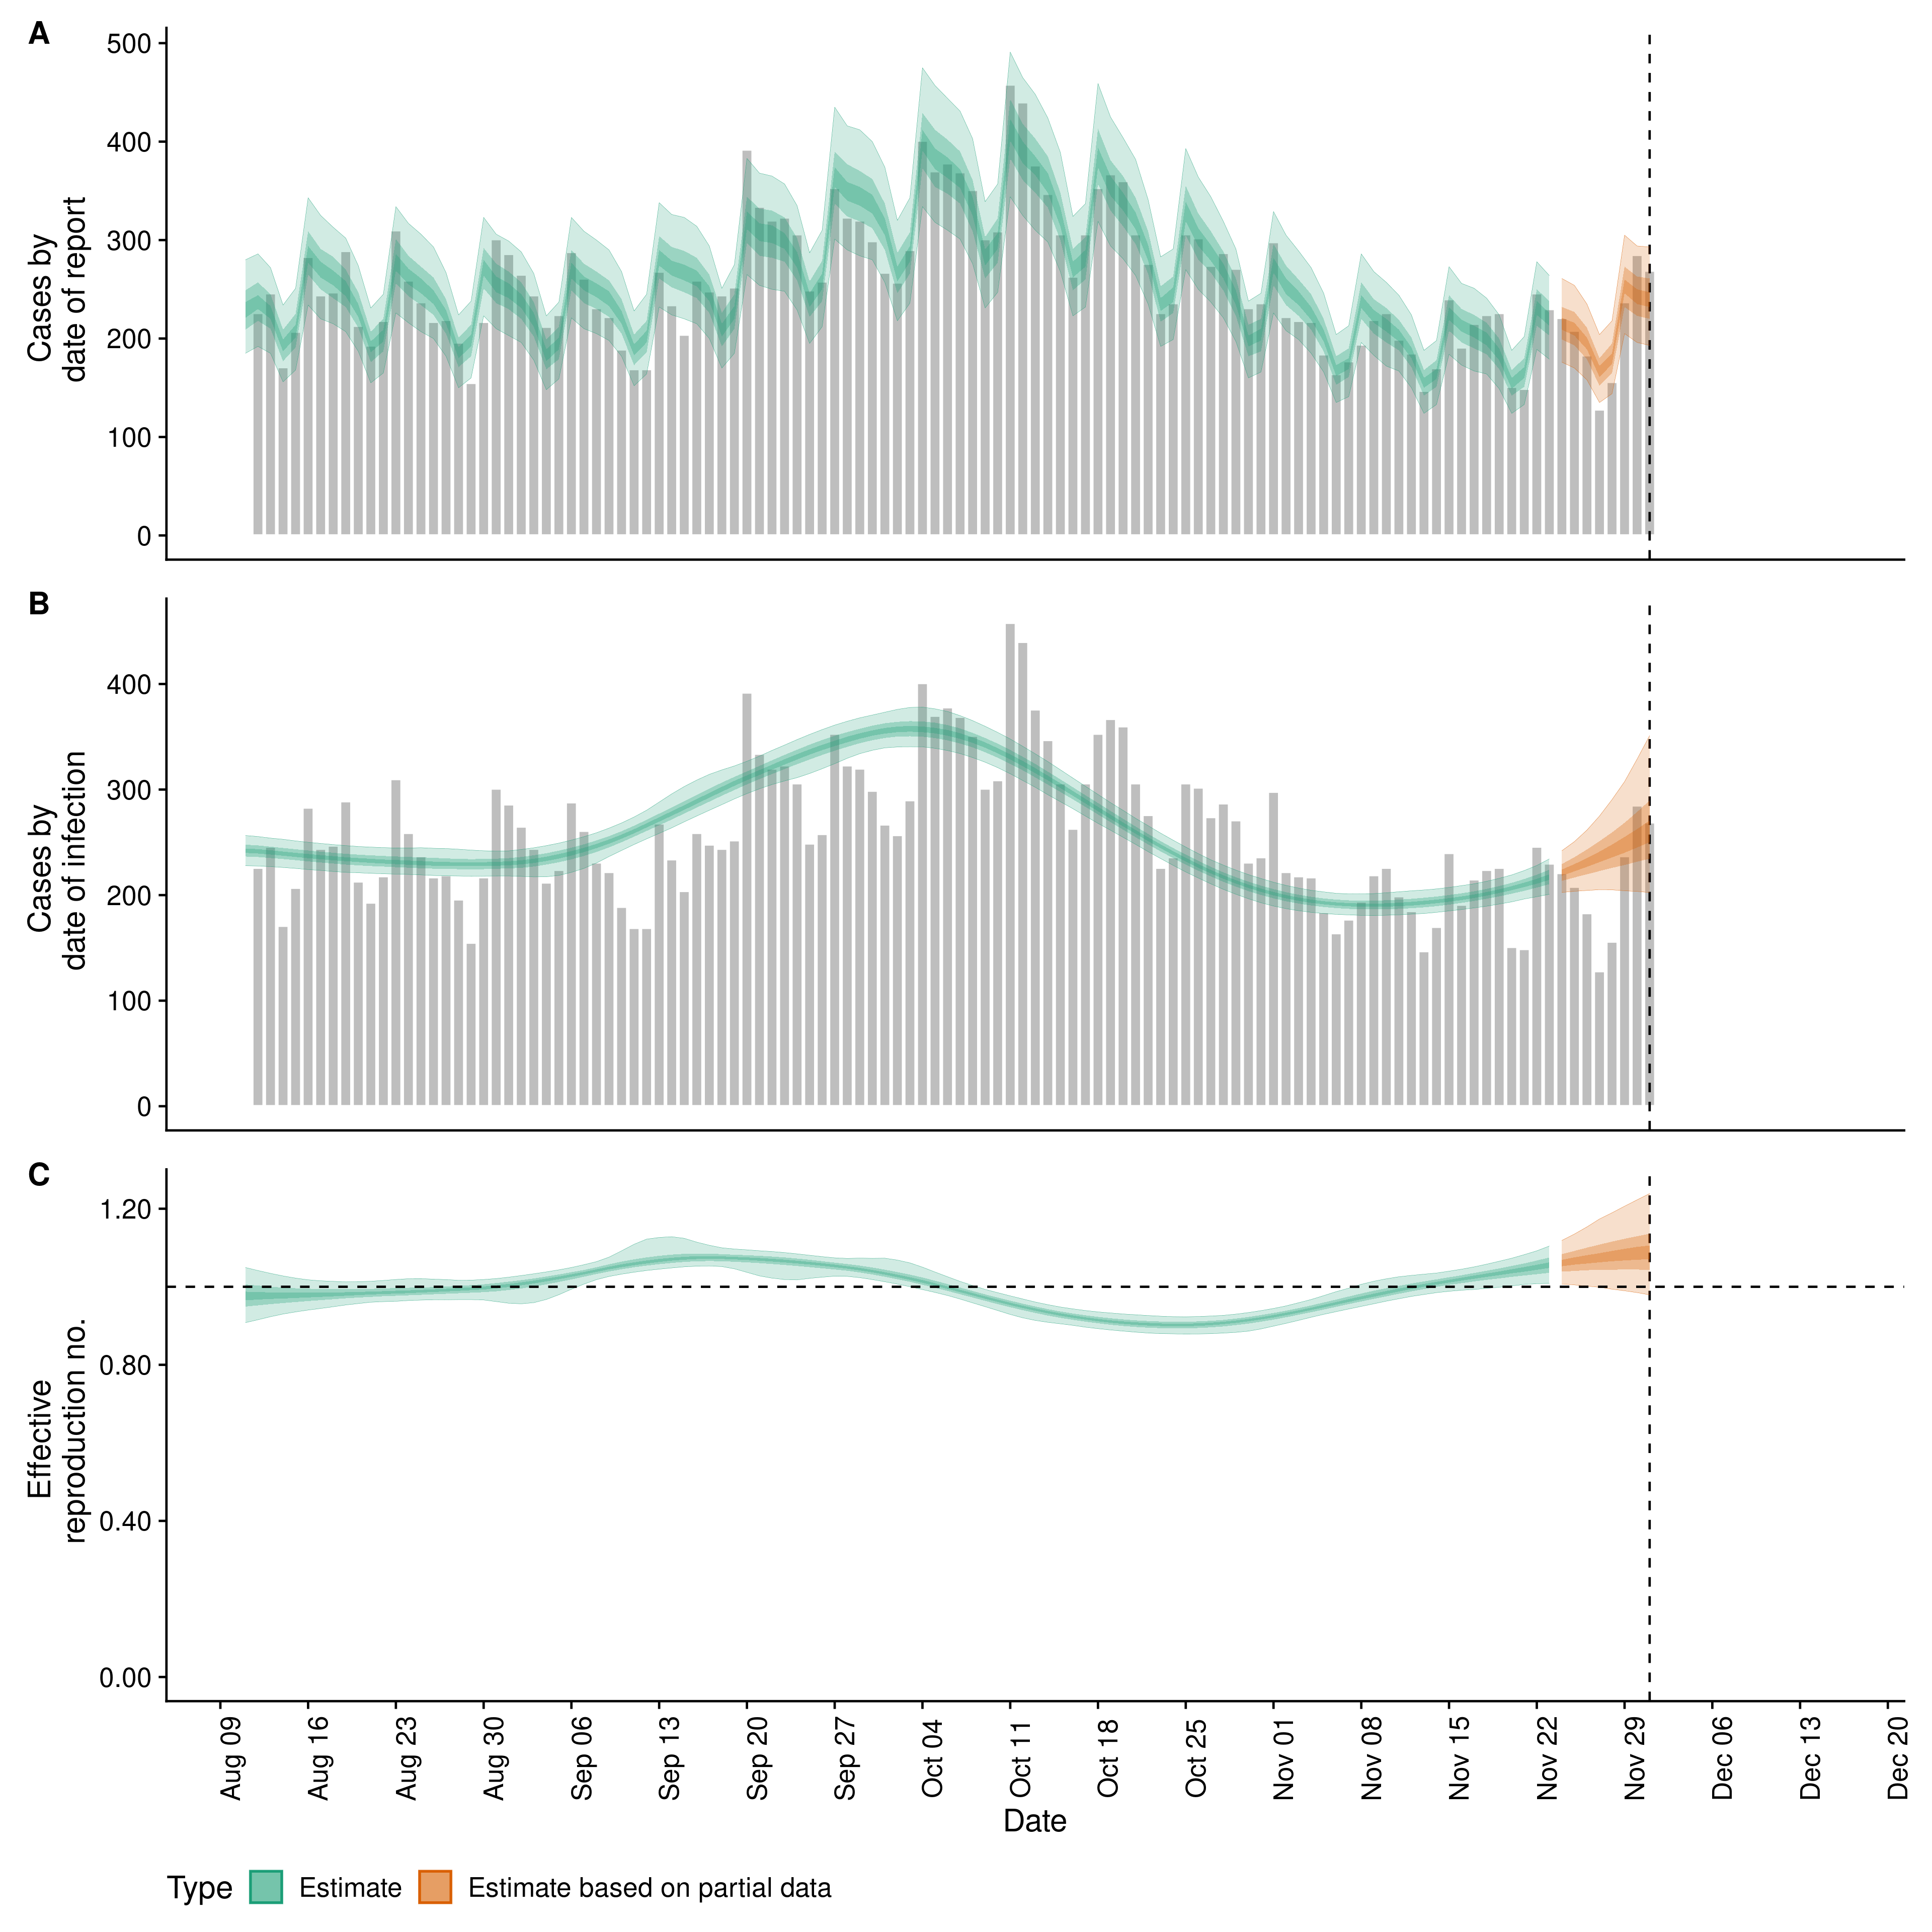 A
Cases by
date of report
500
400
300
200
100
0
B
Cases by
date of infection
400
300
200
100
0
C
Effective
reproduction no.
1.20
0.80
0.40
0.00
Aug 09
Aug 16
Aug 23
Aug 30
Sep 06
Sep 13
Sep 20
Sep 27
Oct 04
Oct 11
Oct 18
Oct 25
Nov 01
Nov 08
Nov 15
Nov 22
Nov 29
Dec 06
Dec 13
Dec 20
Date
Type Estimate Estimate based on partial data